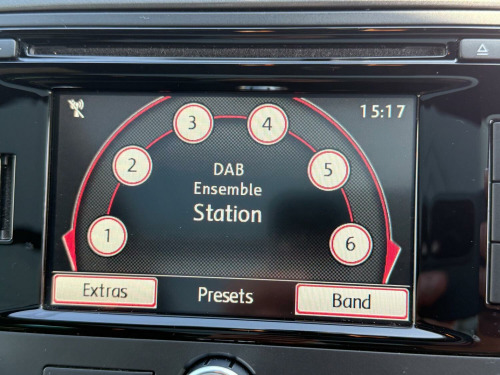 15:17
3
4
2
5
DAB
Ensemble
Station
1
6
Extras
Presets
Band